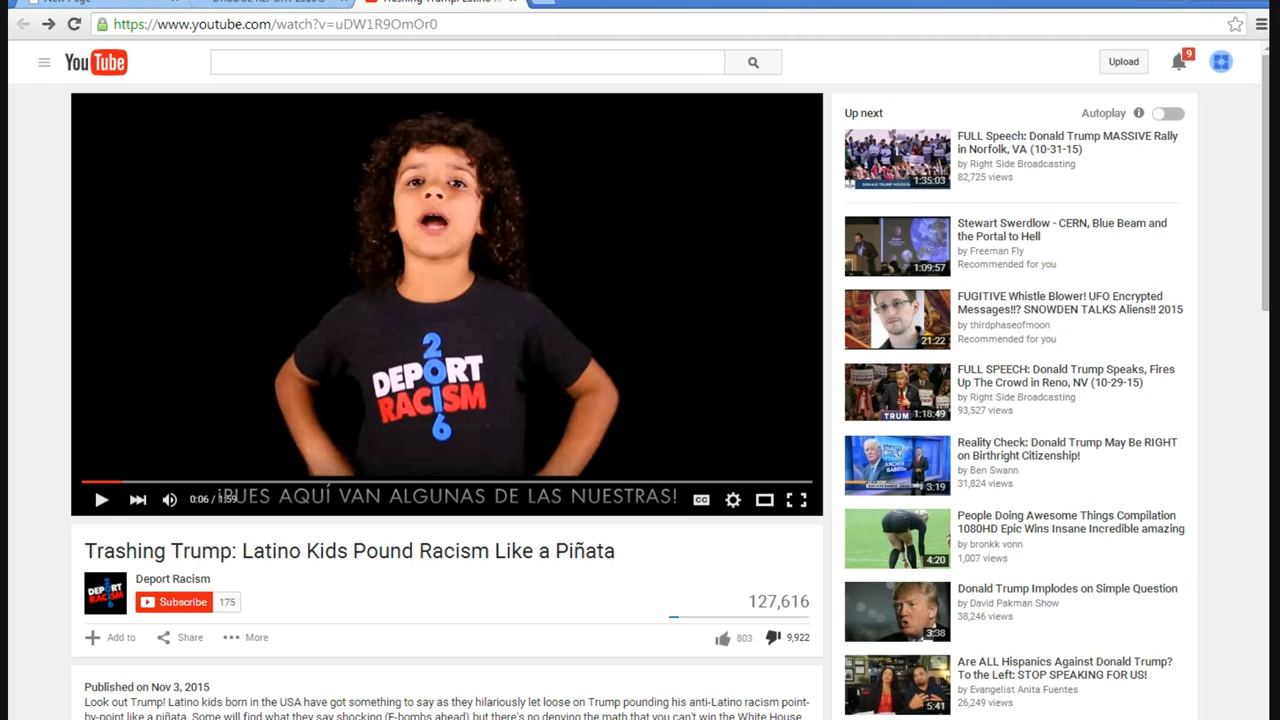 https://www.youtube.com/watch?v=uDW1R9OmOr0
YouTube
Upload
9
DEPORT
2016
RACISM
0:06 / 1:59
¡PUES AQUÍ VAN ALGUNAS DE LAS NUESTRAS!
CC
Trashing Trump: Latino Kids Pound Racism Like a Piñata
DEPORT
RACISM
Deport Racism
Subscribe
175
127,616
Add to
Share
More
803
9,922
Published on Nov 3, 2015
Look out Trump! Latino kids born in the USA have got something to say as they hilariously let loose on Trump pounding his anti-Latino racism point-
by-point like a piñata. Some will find what they say shocking (F-bombs ahead) but there's no denying the math that you can't win the White House
Up next
Autoplay
1:35:03
FULL Speech: Donald Trump MASSIVE Rally
in Norfolk, VA (10-31-15)
by Right Side Broadcasting
82,725 views
1:09:57
Stewart Swerdlow - CERN, Blue Beam and
the Portal to Hell
by Freeman Fly
Recommended for you
21:22
FUGITIVE Whistle Blower! UFO Encrypted
Messages!!? SNOWDEN TALKS Aliens!! 2015
by thirdphaseofmoon
Recommended for you
TRUMP
1:18:49
FULL SPEECH: Donald Trump Speaks, Fires
Up The Crowd in Reno, NV (10-29-15)
by Right Side Broadcasting
93,527 views
3:19
Reality Check: Donald Trump May Be RIGHT
on Birthright Citizenship!
by Ben Swann
31,824 views
4:20
People Doing Awesome Things Compilation
1080HD Epic Wins Insane Incredible amazing
by bronkk vonn
1,007 views
3:38
Donald Trump Implodes on Simple Question
by David Pakman Show
38,246 views
5:41
Are ALL Hispanics Against Donald Trump?
To the Left: STOP SPEAKING FOR US!
by Evangelist Anita Fuentes
26,249 views